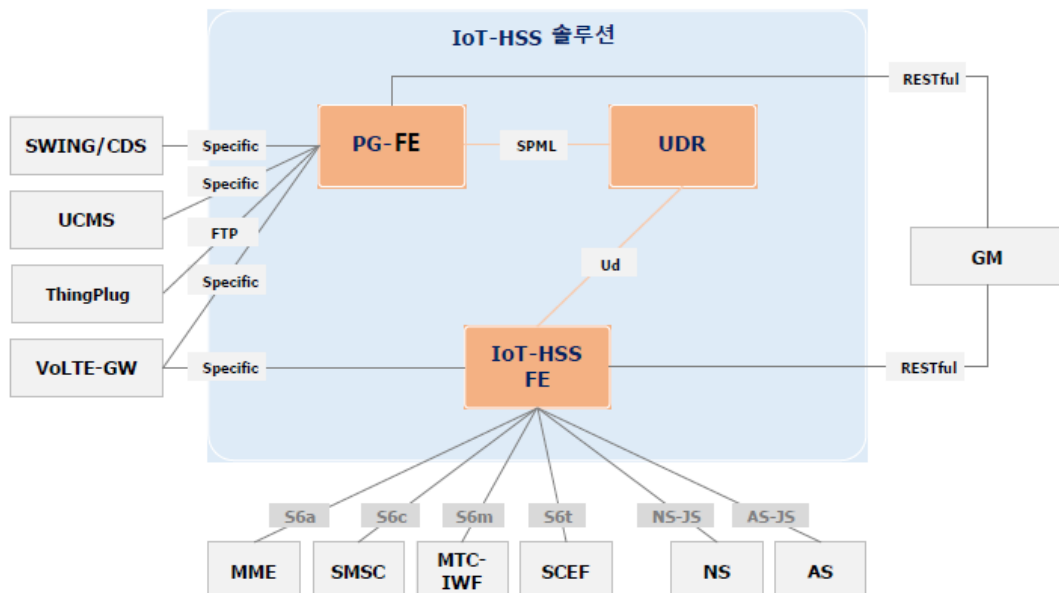 IoT-HSS 솔루션
RESTful
SWING/CDS
Specific
PG-FE
SPML
UDR
Specific
UCMS
FTP
Ud
GM
ThingPlug
Specific
VoLTE-GW
Specific
IoT-HSS
FE
RESTful
S6a
S6c
S6m
S6t
NS-JS
AS-JS
MME
SMSC
MTC-
IWF
SCEF
NS
AS